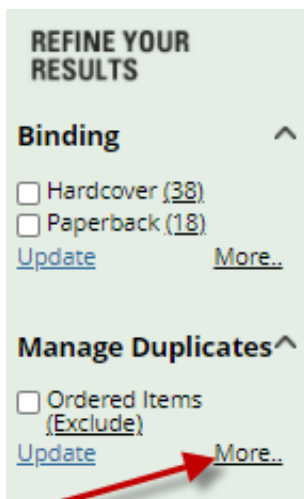 REFINE YOUR
RESULTS
Binding
Hardcover (38)
Paperback (18)
Update More..
Manage Duplicates
Ordered Items
(Exclude)
Update More..